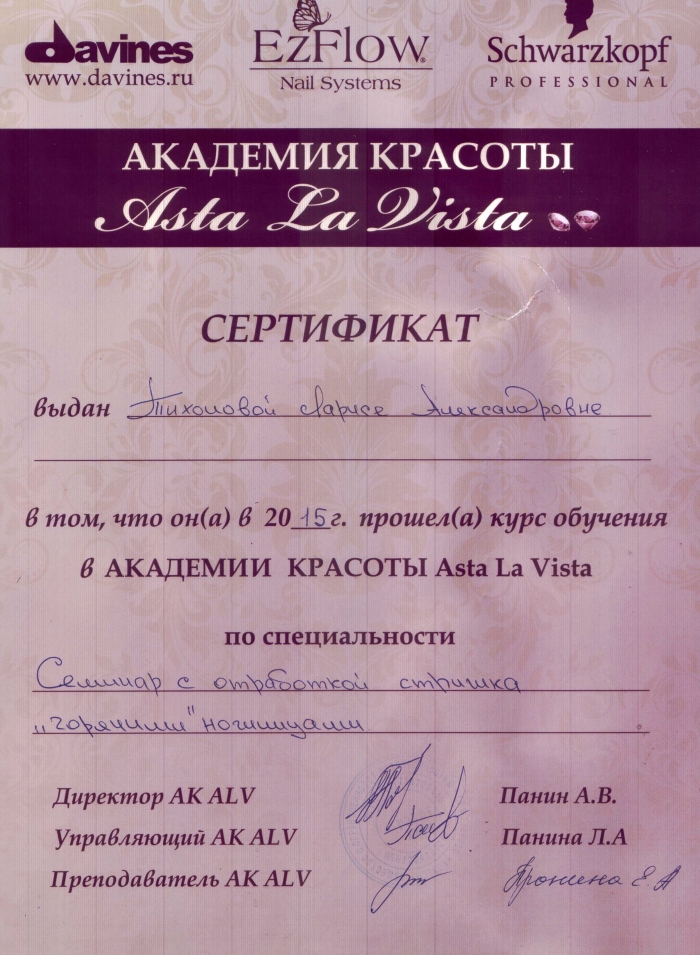 davines
www.davines.ru
EzFlow®
Nail Systems
Schwarzkopf
PROFESSIONAL
АКАДЕМИЯ КРАСОТЫ
Asta La Vista
СЕРТИФИКАТ
выдан Тихоновой Ларисе Александровне
в том, что он(а) в 2015г. прошел(а) курс обучения
в АКАДЕМИИ КРАСОТЫ Asta La Vista
по специальности
Семинар с отработкой стрижка
"горячими" ножницами.
Директор АК ALV Панин А.В.
Управляющий АК ALV Панина Л.А
Преподаватель АК ALV Пронина Е.А